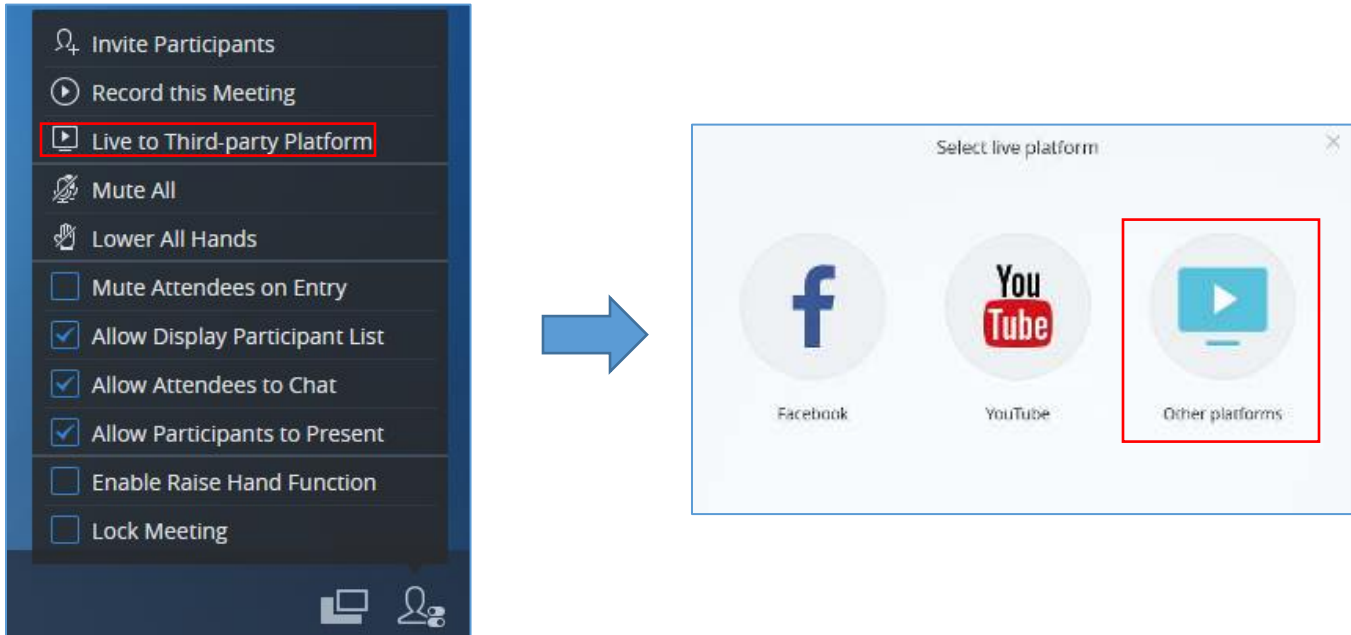 Invite Participants
Record this Meeting
Live to Third-party Platform
Mute All
Lower All Hands
Mute Attendees on Entry
Allow Display Participant List
Allow Attendees to Chat
Allow Participants to Present
Enable Raise Hand Function
Lock Meeting
Select live platform
f
You
Tube
Facebook
YouTube
Other platforms